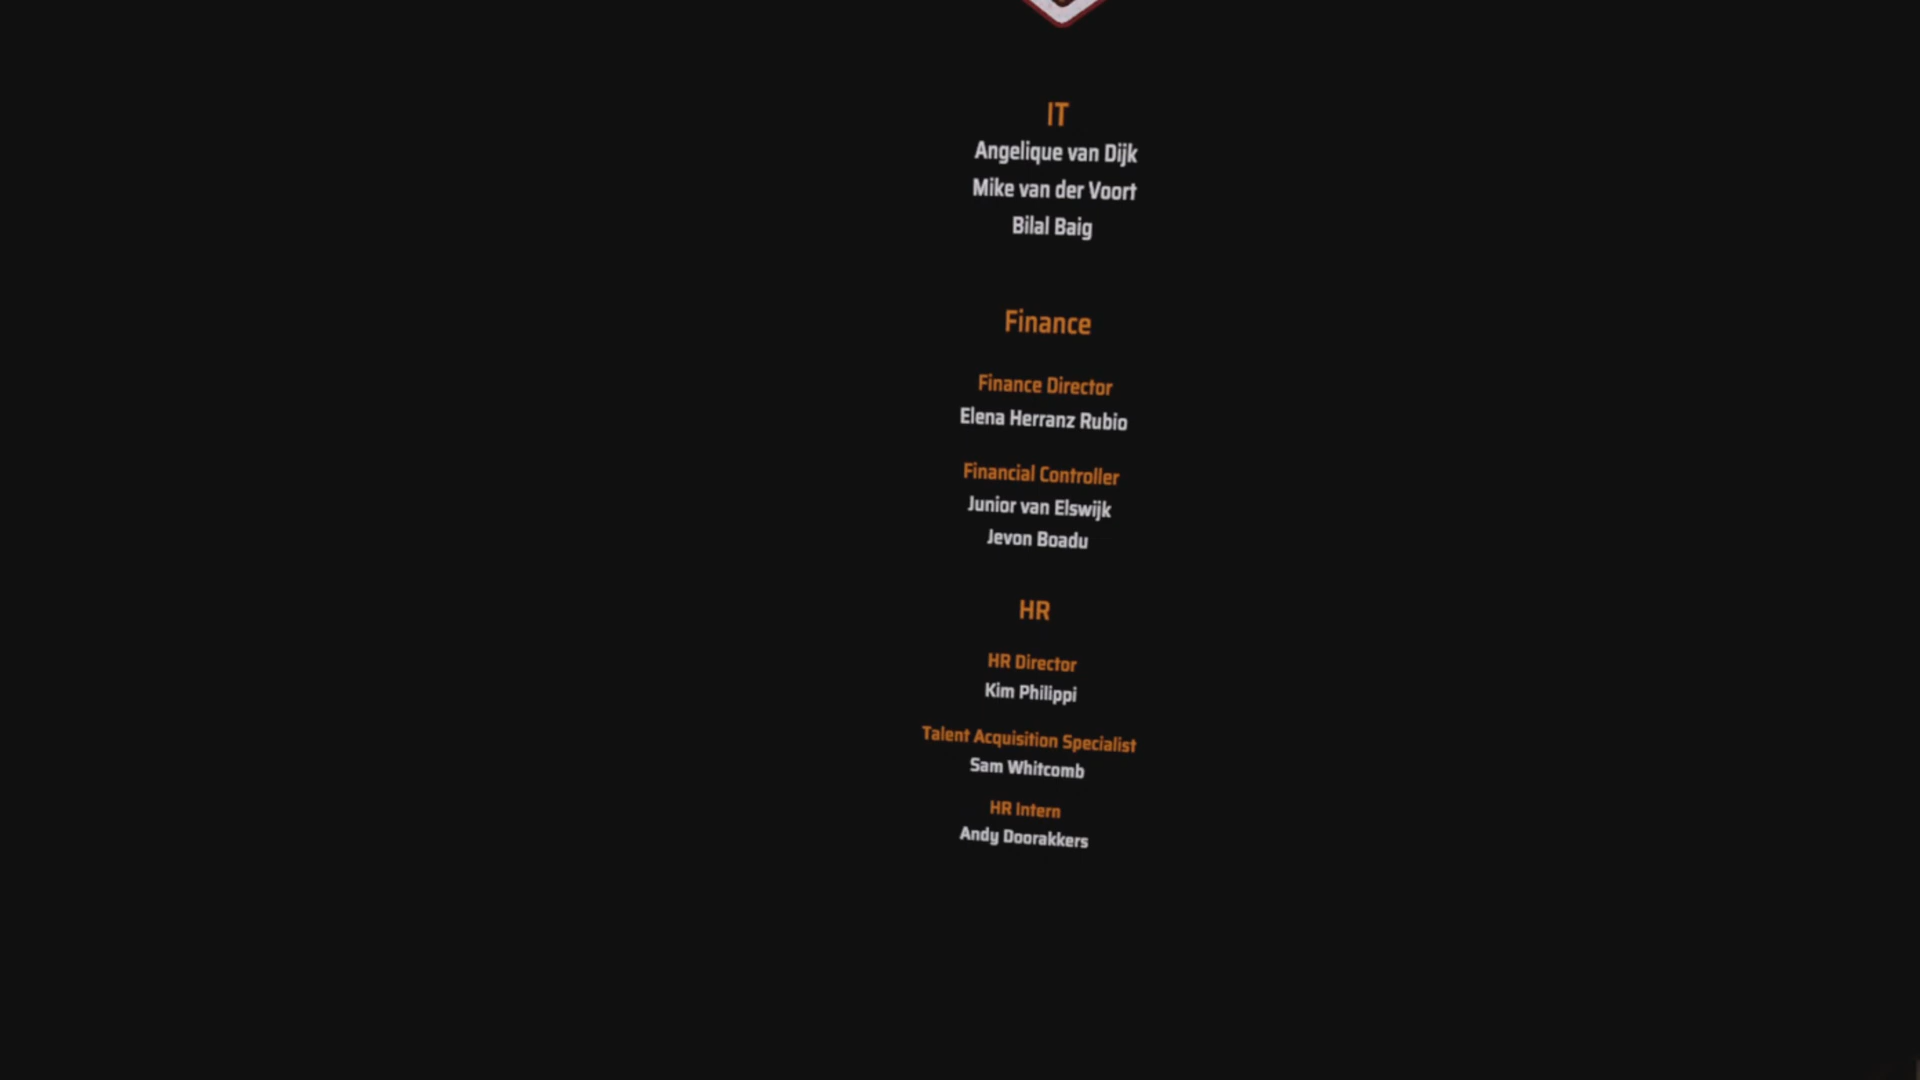 IT
Angelique van Dijk
Mike van der Voort
Bilal Baig
Finance
Finance Director
Elena Herranz Rubio
Financial Controller
Junior van Elswijk
Jevon Boadu
HR
HR Director
Kim Philippi
Talent Acquisition Specialist
Sam Whitcomb
HR Intern
Andy Doorakkers